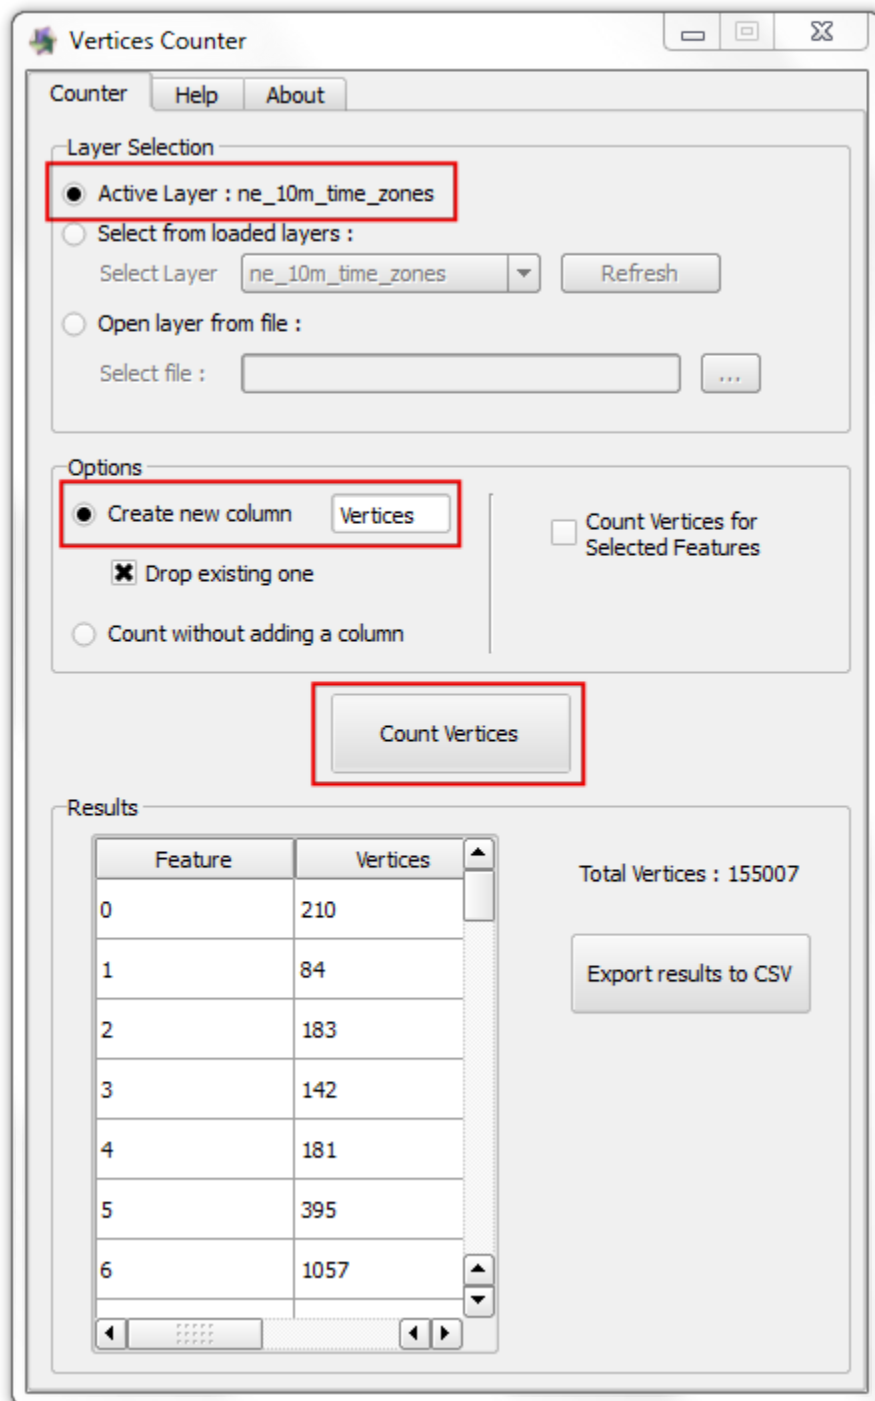 Vertices Counter
Counter Help About
Layer Selection
Active Layer : ne_10m_time_zones
Select from loaded layers :
Select Layer ne_10m_time_zones Refresh
Open layer from file :
Select file : ...
Options
Create new column Vertices
Drop existing one
Count without adding a column
Count Vertices for
Selected Features
Count Vertices
Results
Feature Vertices
0 210
1 84
2 183
3 142
4 181
5 395
6 1057
Total Vertices : 155007
Export results to CSV